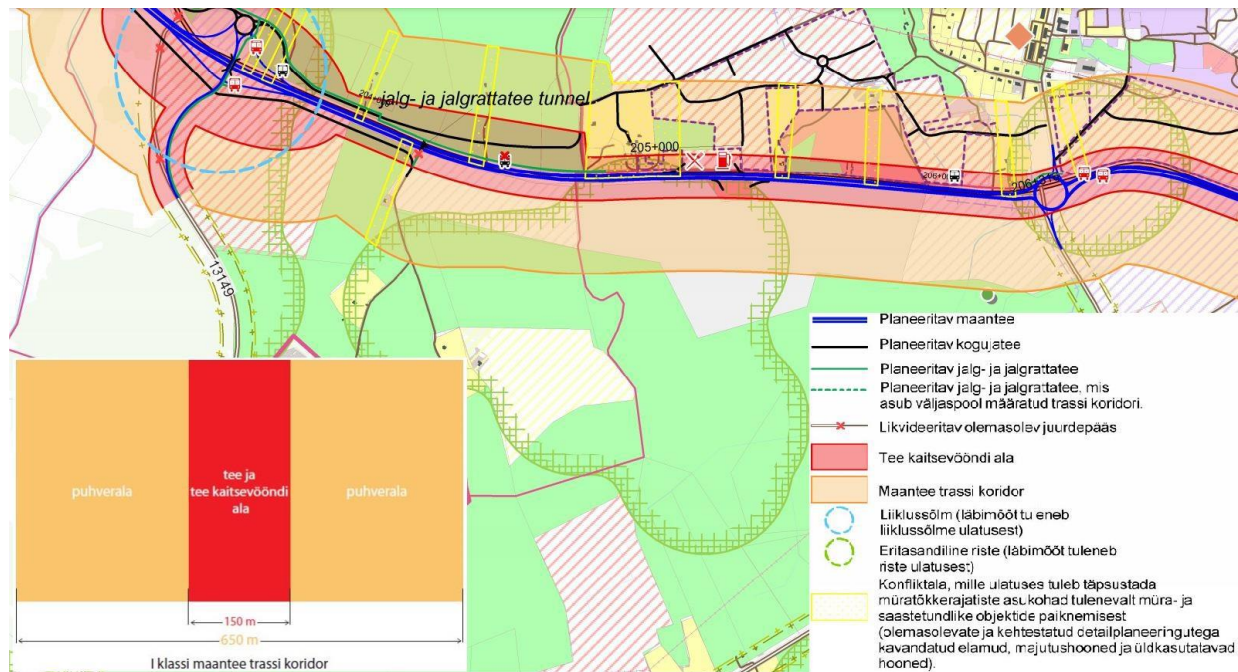 jalg- ja jalgrattatee tunnel
205+000
13149
Planeeritav maantee
Planeeritav kogujatee
Planeeritav jalg- ja jalgrattatee
Planeeritav jalg- ja jalgrattatee, mis
asub väljaspool määratud trassi koridori.
Likvideeritav olemasolev juurdepääs
Tee kaitsevööndi ala
Maantee trassi koridor
Liiklussõlm (läbimõõt tuleneb
liiklussõlme ulatusest)
Eritasandiline riste (läbimõõt tuleneb
riste ulatusest)
Konfliktala, mille ulatuses tuleb täpsustada
müratõkkerajatiste asukohad tulenevalt müra- ja
saastetundlike objektide paiknemisest
(olemasolevate ja kehtestatud detailplaneeringutega
kavandatud elamud, majutushooned ja üldkasutatavad
hooned).
puhverala
tee ja
tee kaitsevööndi
ala
puhverala
150 m
650 m
I klassi maantee trassi koridor